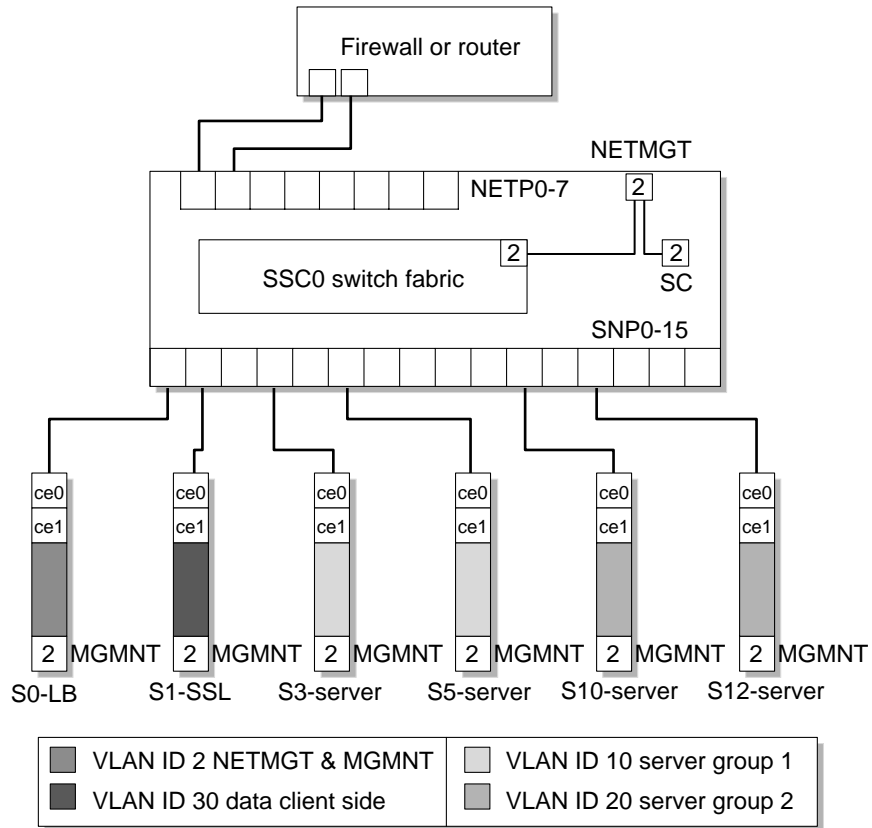 Firewall or router
NETMGT
NETP0-7
2
2
2
SSC0 switch fabric
SC
SNP0-15
ce0 ce0 ce0 ce0 ce0 ce0
ce1 ce1 ce1 ce1 ce1 ce1
2 MGMNT 2 MGMNT 2 MGMNT 2 MGMNT 2 MGMNT 2 MGMNT
S0-LB S1-SSL S3-server S5-server S10-server S12-server
VLAN ID 2 NETMGT & MGMNT
VLAN ID 10 server group 1
VLAN ID 30 data client side
VLAN ID 20 server group 2